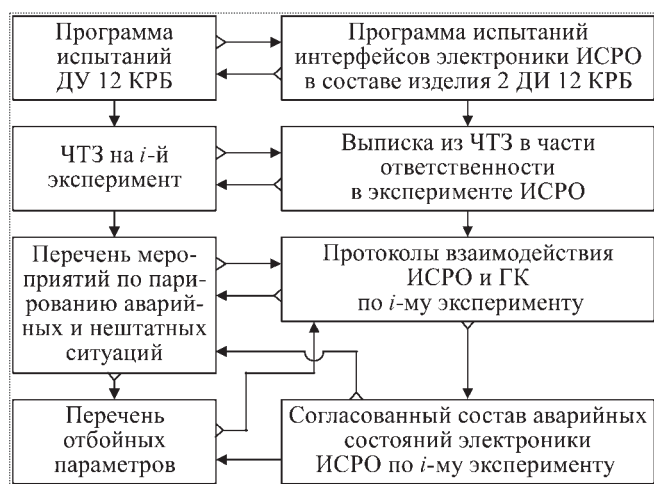 Программа
испытаний
ДУ 12 КРБ
Программа испытаний
интерфейсов электроники ИСРО
в составе изделия 2 ДИ 12 КРБ
ЧТЗ на i-й
эксперимент
Выписка из ЧТЗ в части
ответственности
в эксперименте ИСРО
Перечень меро-
приятий по пари-
рованию аварий-
ных и нештатных
ситуаций
Протоколы взаимодействия
ИСРО и ГК
по i-му эксперименту
Перечень
отбойных
параметров
Согласованный состав аварийных
состояний электроники
ИСРО по i-му эксперименту